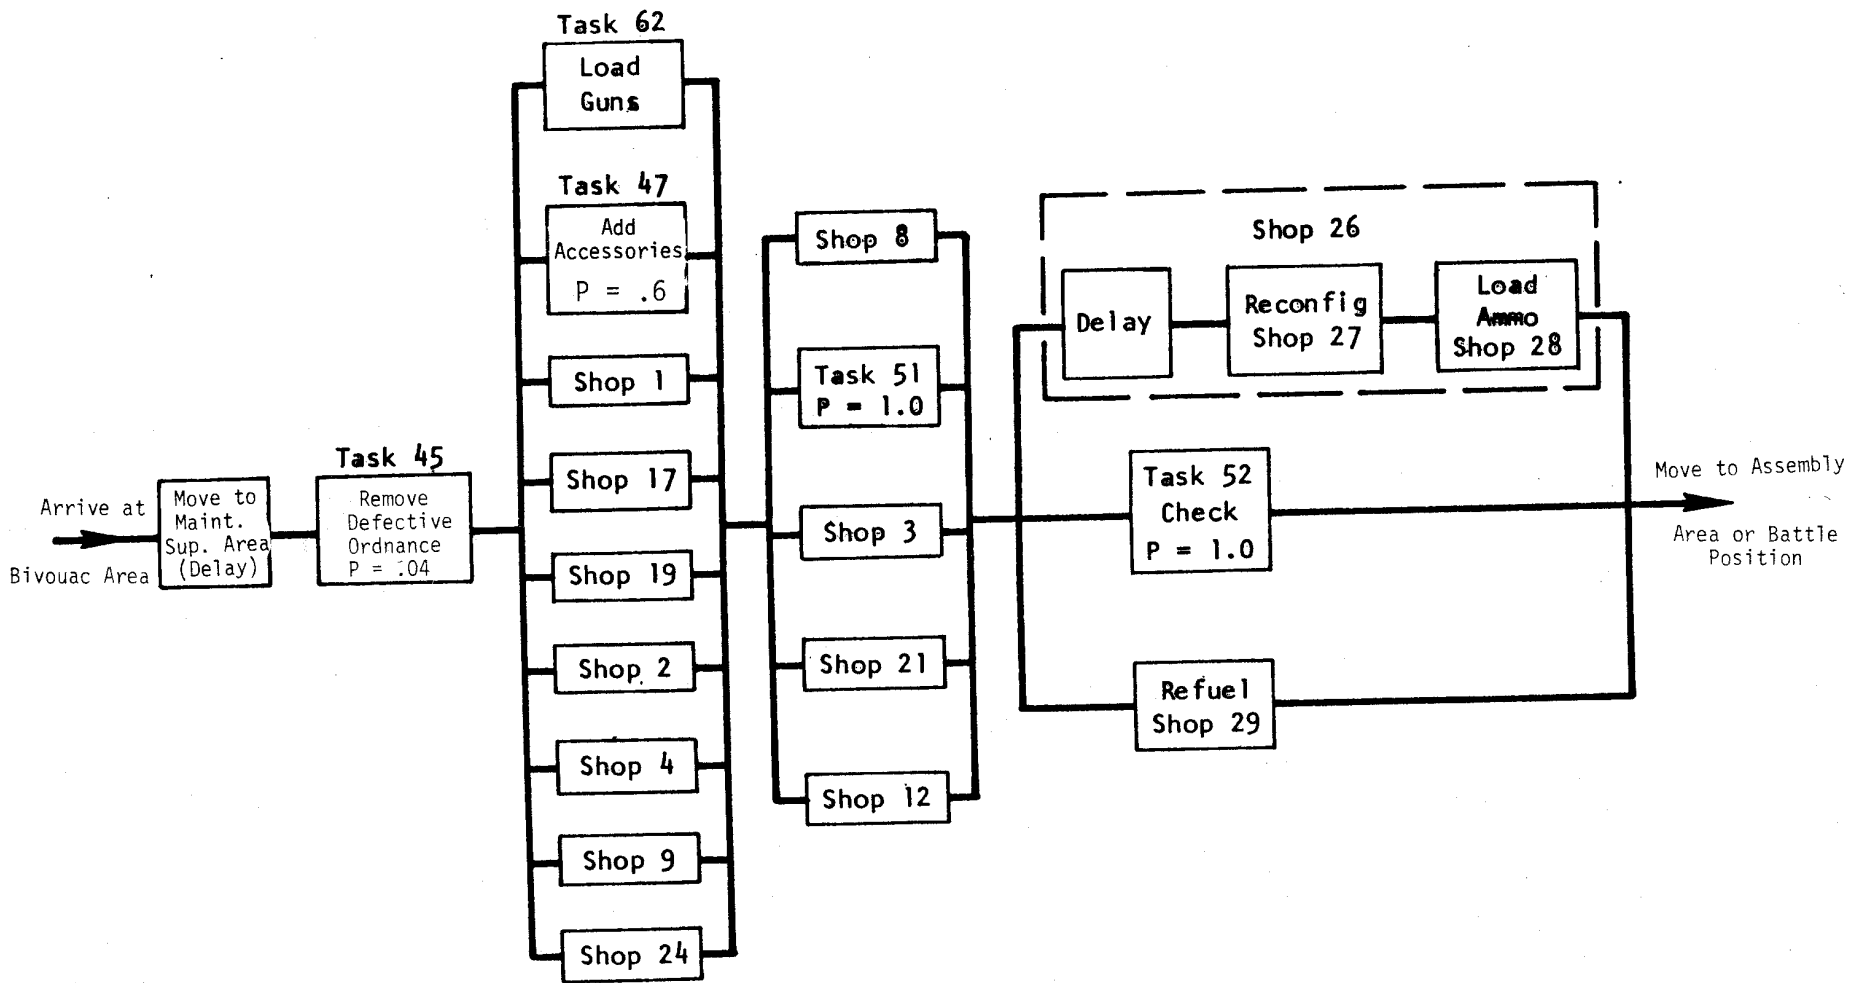 Arrive at
Bivouac Area
Move to
Maint.
Sup. Area
(Delay)
Task 45
Remove
Defective
Ordnance
P = .04
Task 62
Load
Guns
Task 47
Add
Accessories
P = .6
Shop 1
Shop 17
Shop 19
Shop 2
Shop 4
Shop 9
Shop 24
Shop 8
Task 51
P = 1.0
Shop 3
Shop 21
Shop 12
Shop 26
Delay
Reconfig
Shop 27
Load
Ammo
Shop 28
Task 52
Check
P = 1.0
Refuel
Shop 29
Move to Assembly
Area or Battle
Position